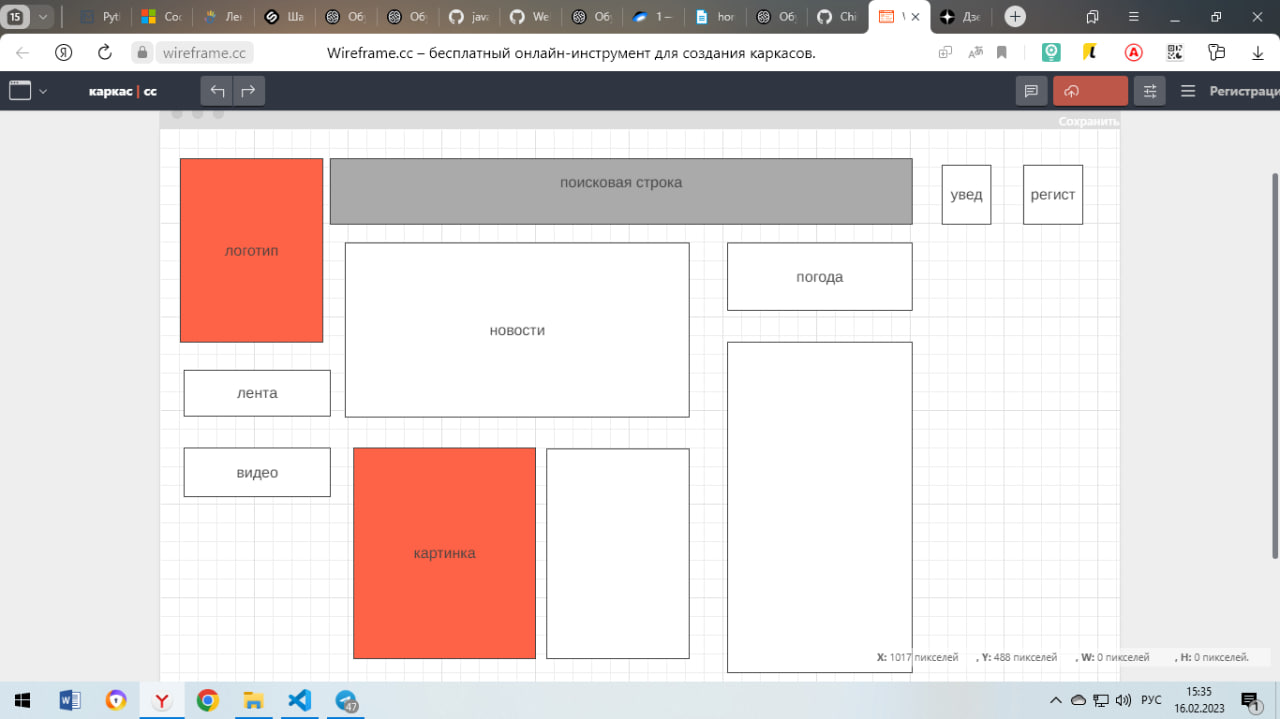 15
Pyt
Co
Ле
Ша
Об
Об
java
We
Об
1 –
hor
Об
Chi
Дзе
wireframe.cc
Wireframe.cc – бесплатный онлайн-инструмент для создания каркасов.
каркас | cc
Регистраци
Сохранить
поисковая строка
увед
регист
логотип
погода
новости
лента
видео
картинка
X: 1017 пикселей , Y: 488 пикселей , W: 0 пикселей , H: 0 пикселей.
47
РУС
15:35
16.02.2023
1